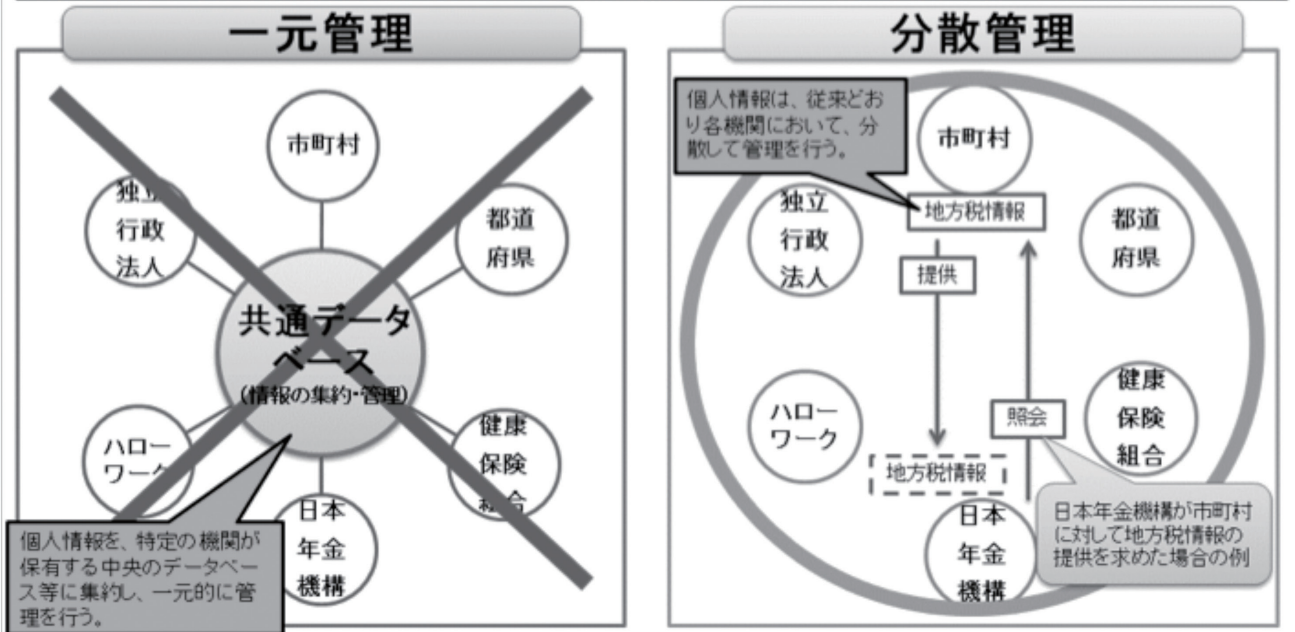 一元管理
市町村
独立
行政
法人
都道
府県
共通データ
ベース
(情報の集約・管理)
ハロー
ワーク
健康
保険
組合
日本
年金
機構
個人情報を、特定の機関が
保有する中央のデータベー
ス等に集約し、一元的に管
理を行う。
分散管理
個人情報は、従来どお
り各機関において、分
散して管理を行う。
市町村
地方税情報
独立
行政
法人
都道
府県
提供
照会
ハロー
ワーク
健康
保険
組合
地方税情報
日本
年金
機構
日本年金機構が市町村
に対して地方税情報の
提供を求めた場合の例